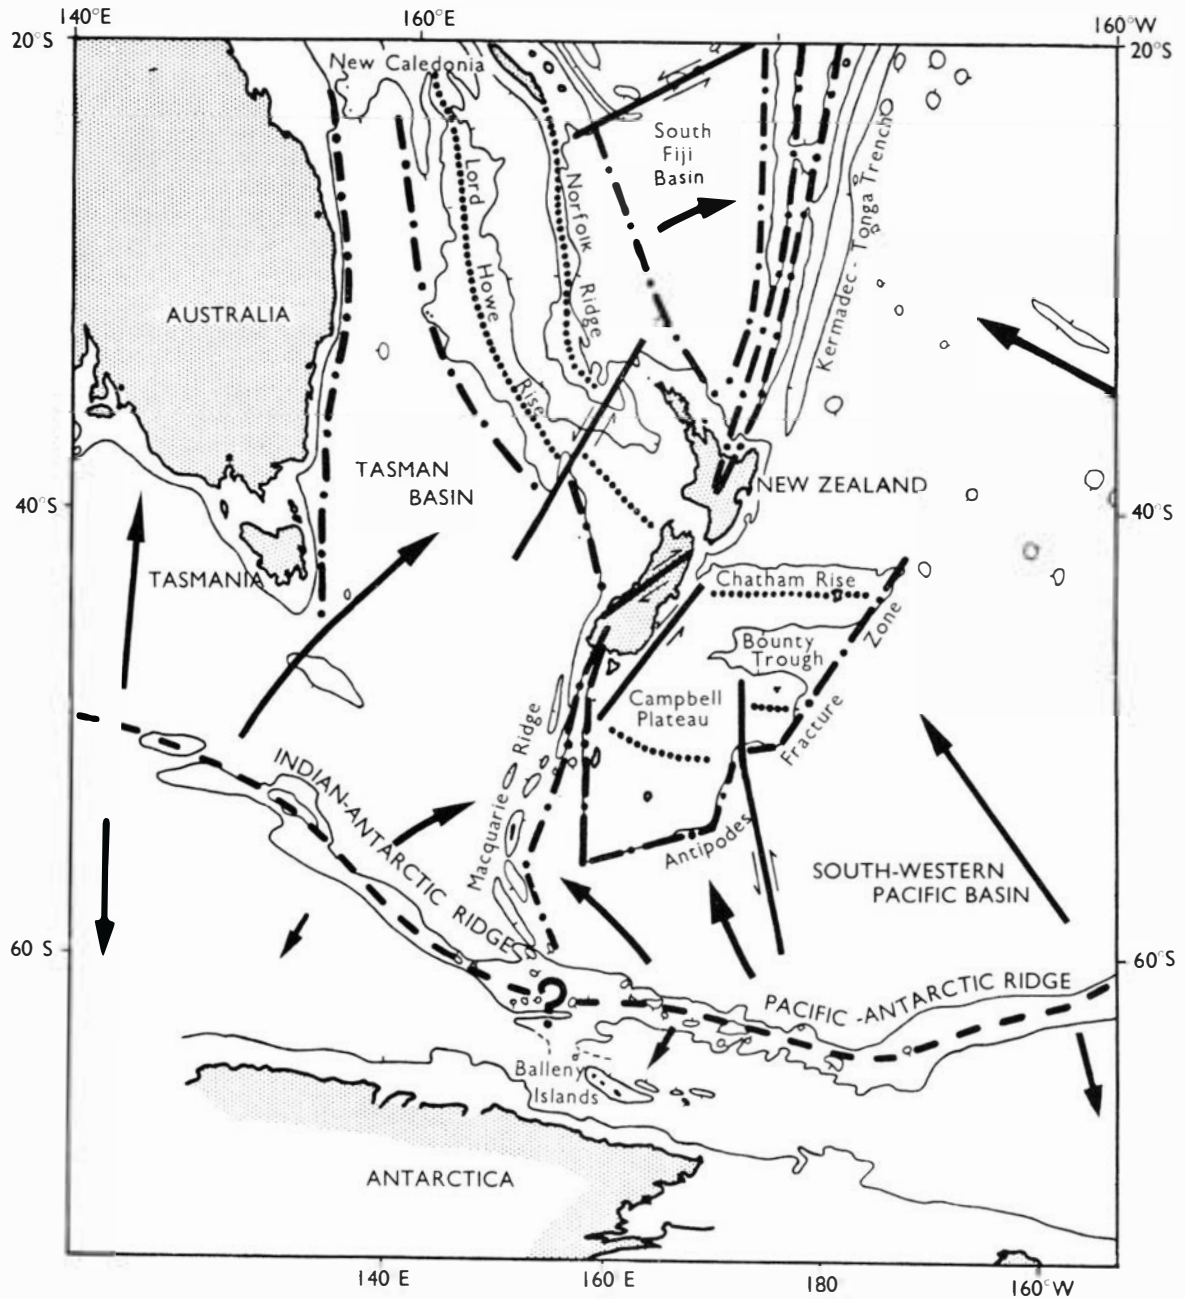 140°E
160°E
160°W
20°S
20°S
New Caledonia
South
Fiji
Basin
Lord
Howe
Rise
Norfolk
Ridge
Kermadec - Tonga Trench
AUSTRALIA
TASMAN
BASIN
NEW ZEALAND
40°S
40°S
TASMANIA
Chatham Rise
Bounty
Trough
Zone
Campbell
Plateau
Fracture
Antipodes
Macquarie Ridge
INDIAN-ANTARCTIC RIDGE
SOUTH-WESTERN
PACIFIC BASIN
60°S
60°S
?
PACIFIC-ANTARCTIC RIDGE
Balleny
Islands
ANTARCTICA
140 E
160°E
180
160°W